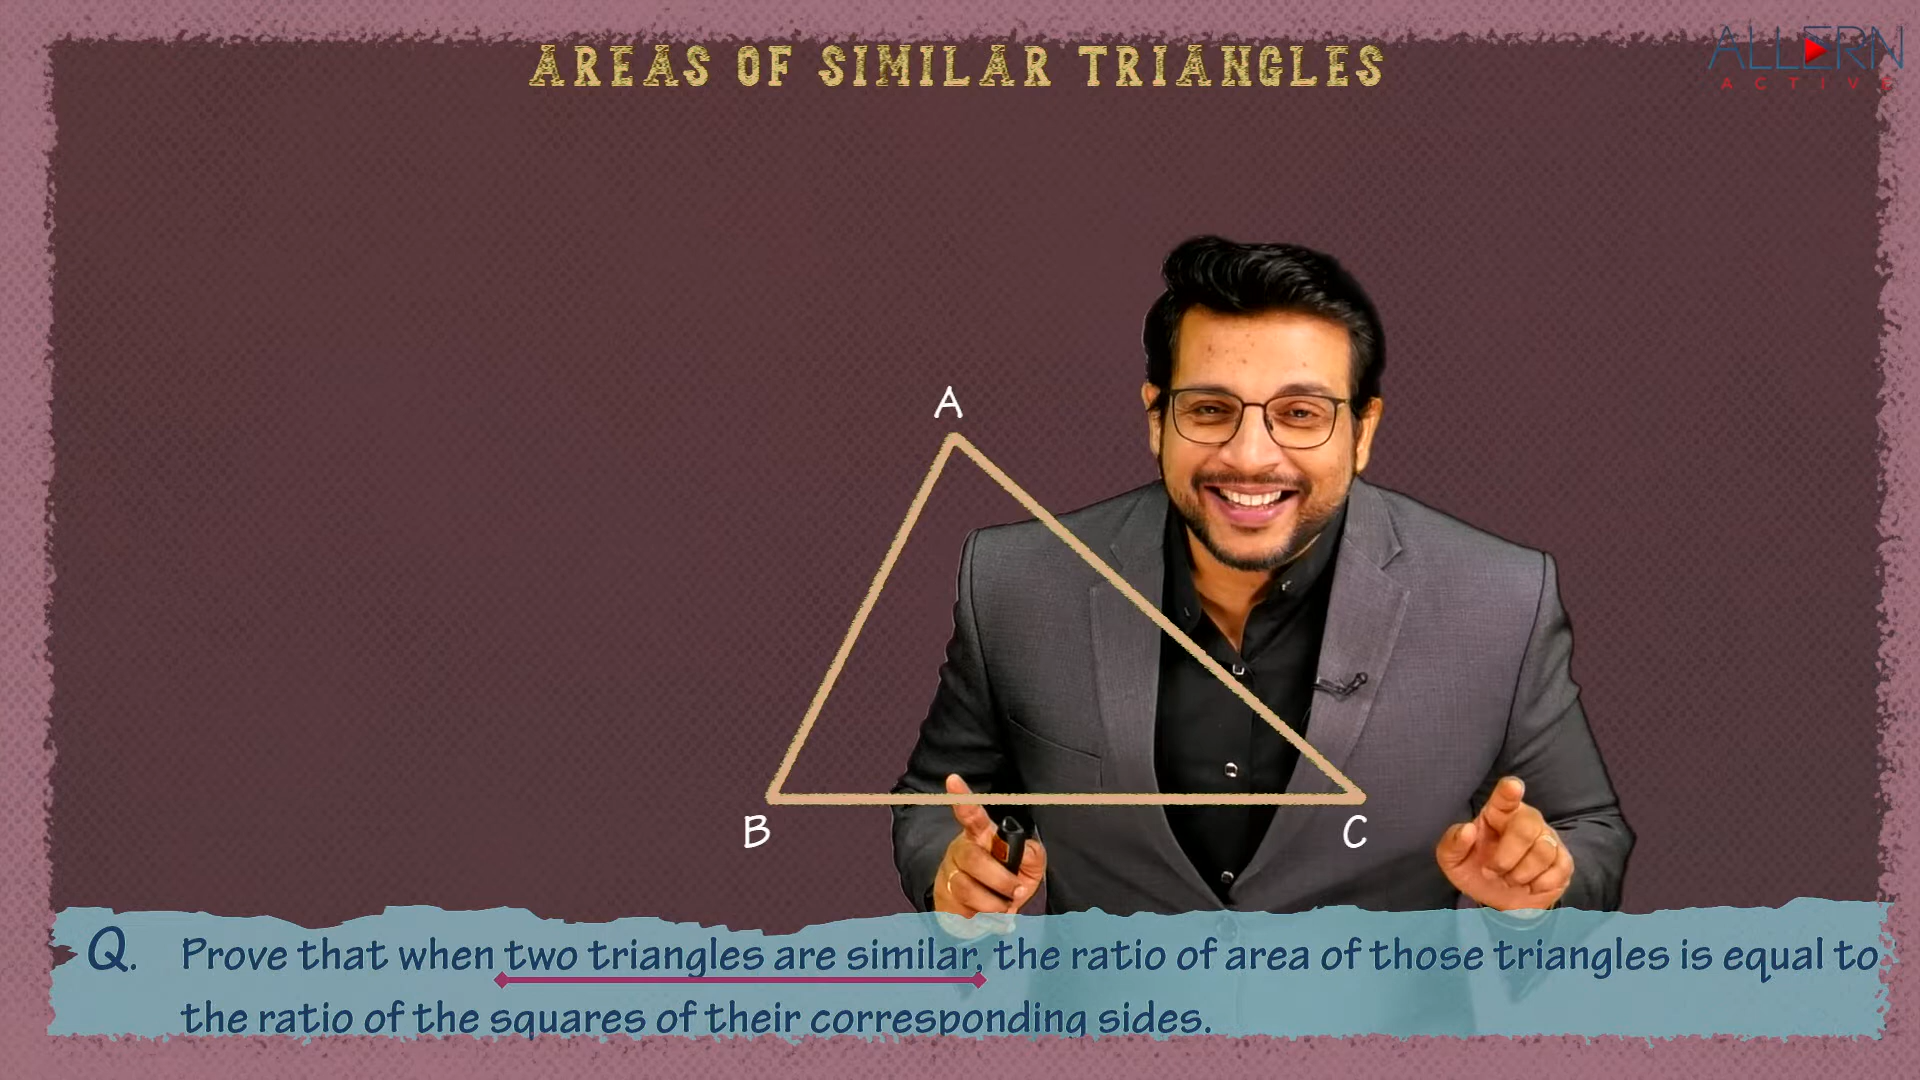 AREAS OF SIMILAR TRIANGLES
ALLERN
ACTIVE
A
B
C
Q. Prove that when two triangles are similar, the ratio of area of those triangles is equal to
the ratio of the squares of their corresponding sides.